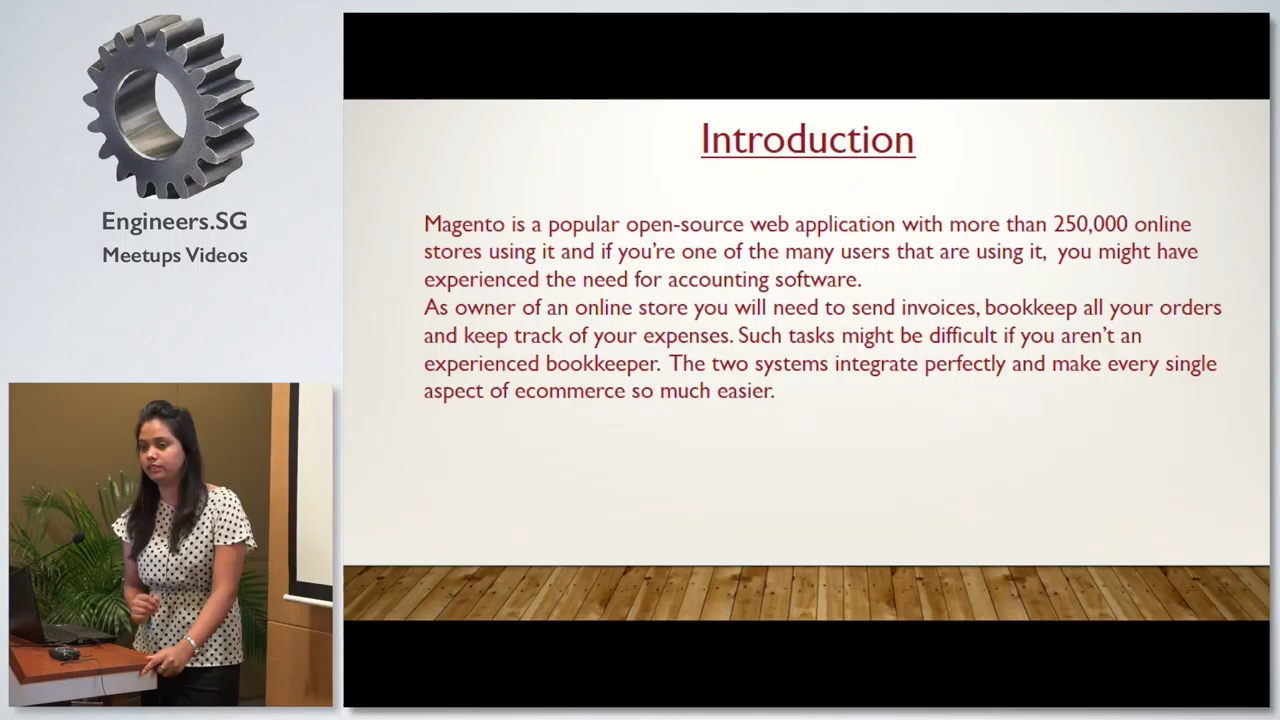 Engineers.SG
Meetups Videos
Introduction
Magento is a popular open-source web application with more than 250,000 online
stores using it and if you’re one of the many users that are using it,  you might have
experienced the need for accounting software.
As owner of an online store you will need to send invoices, bookkeep all your orders
and keep track of your expenses. Such tasks might be difficult if you aren’t an
experienced bookkeeper.  The two systems integrate perfectly and make every single
aspect of ecommerce so much easier.